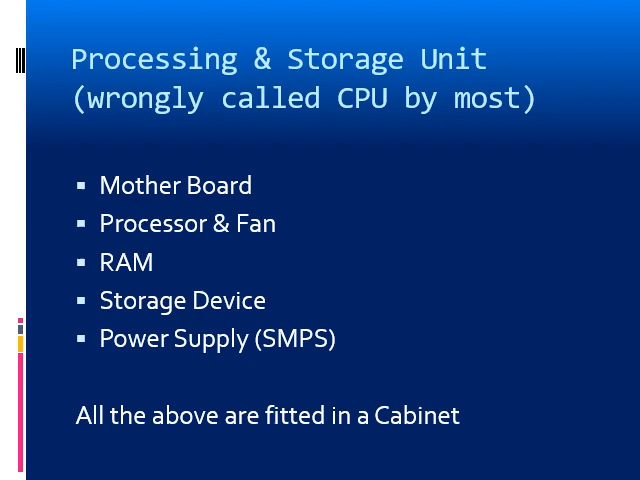 Processing & Storage Unit
(wrongly called CPU by most)
Mother Board
Processor & Fan
RAM
Storage Device
Power Supply (SMPS)
All the above are fitted in a Cabinet